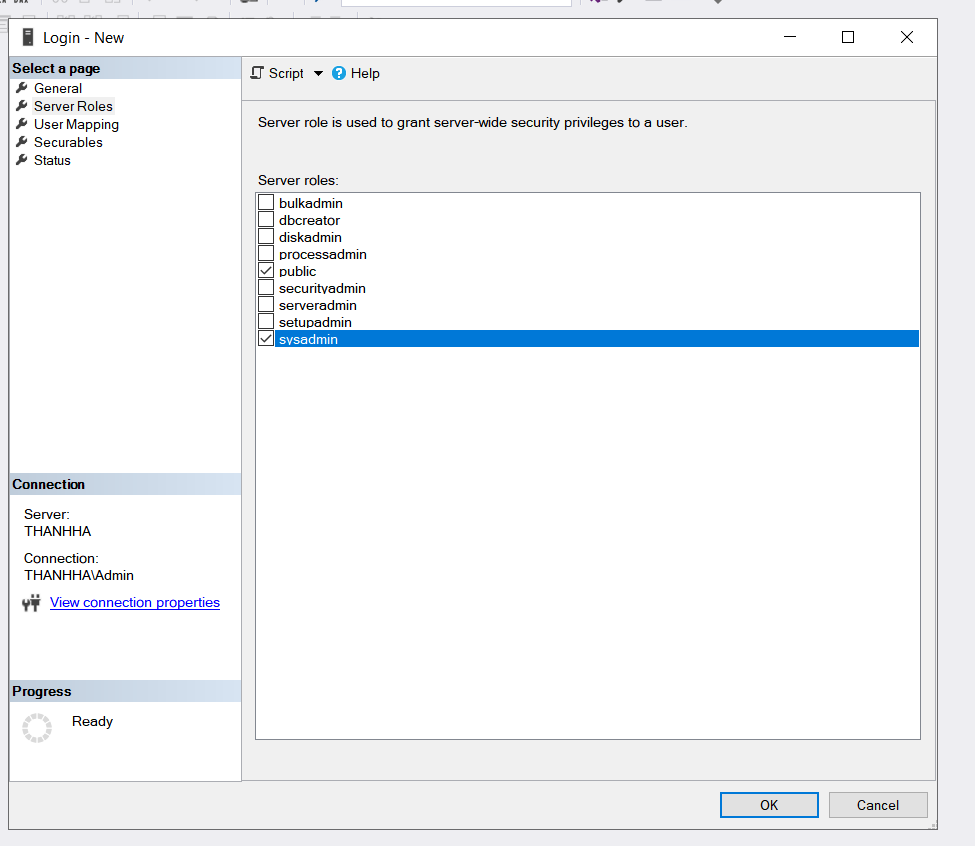 Login - New
Select a page
General
Server Roles
User Mapping
Securables
Status
Script
Help
Server role is used to grant server-wide security privileges to a user.
Server roles:
bulkadmin
dbcreator
diskadmin
processadmin
public
securityadmin
serveradmin
setupadmin
sysadmin
Connection
Server:
THANHHA
Connection:
THANHHA\Admin
View connection properties
Progress
Ready
OK
Cancel